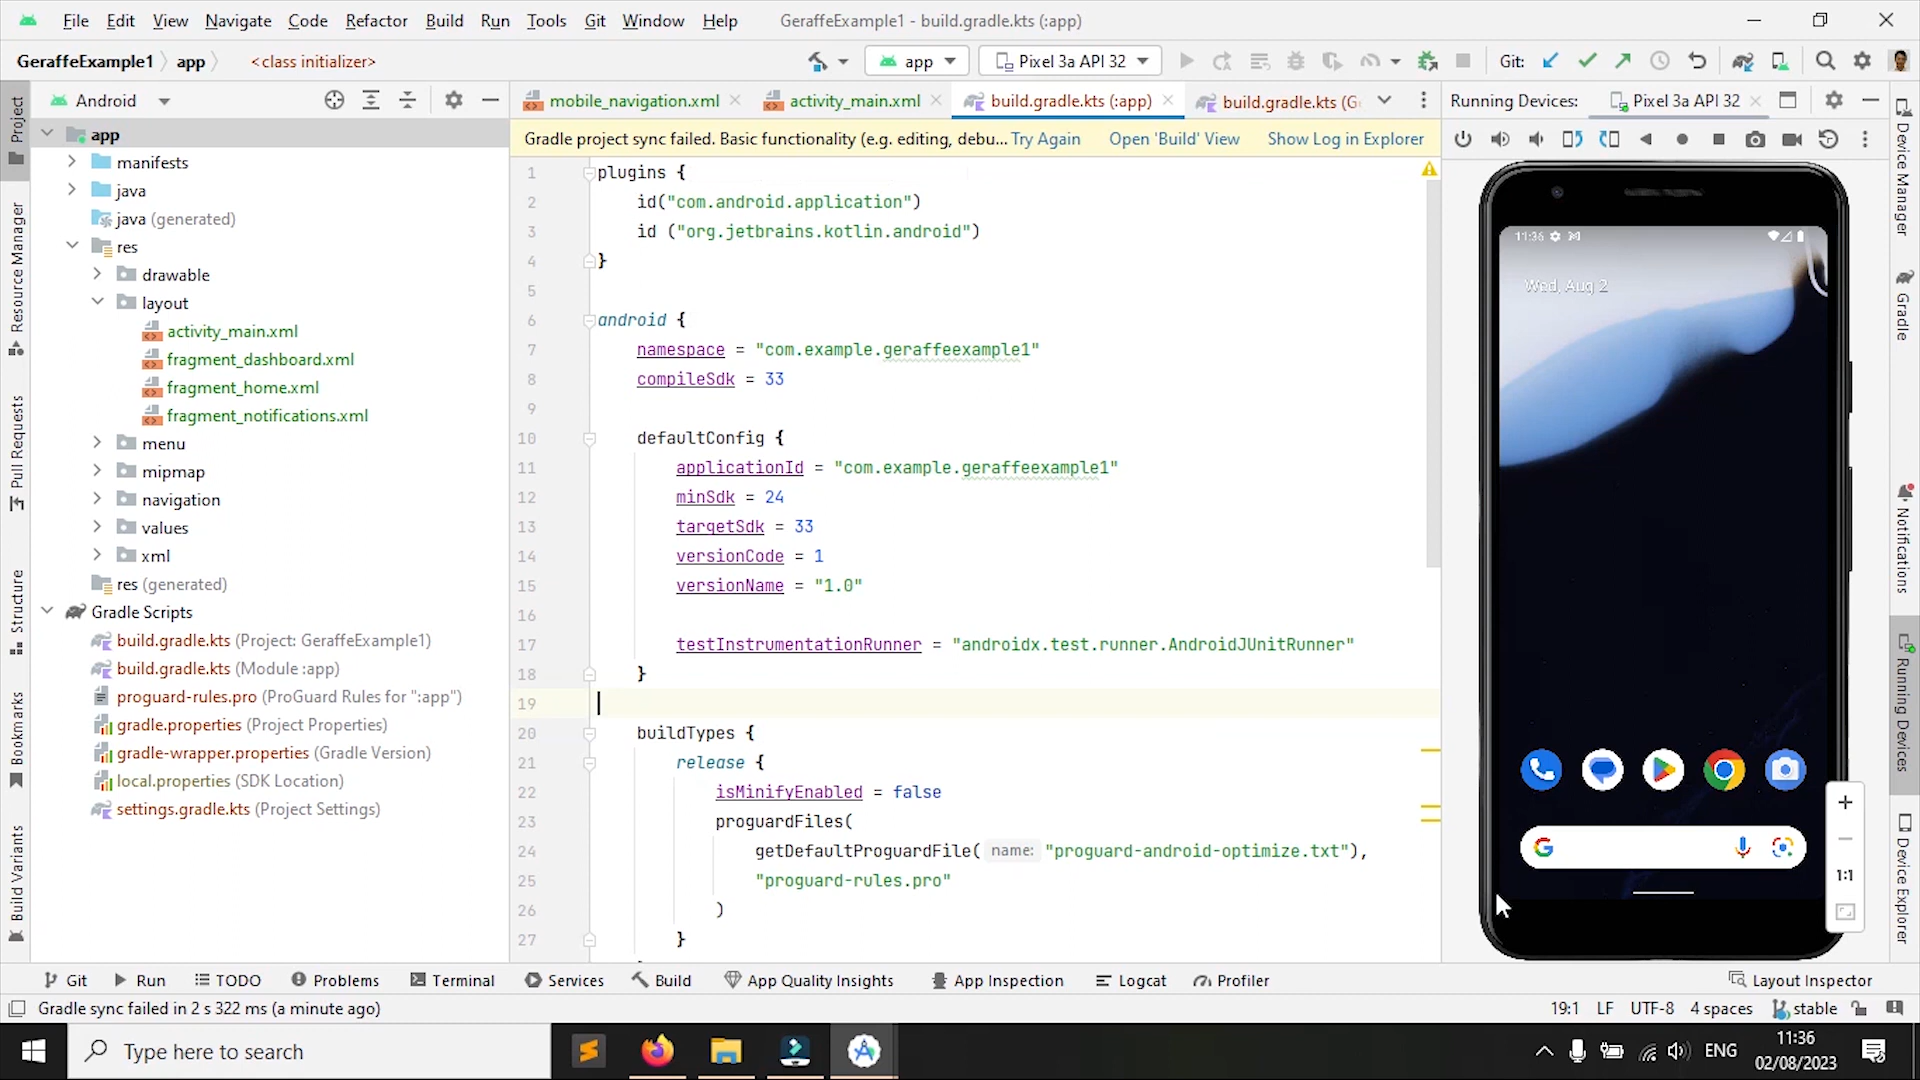 File Edit View Navigate Code Refactor Build Run Tools Git Window Help GeraffeExample1 - build.gradle.kts (:app)
GeraffeExample1 app <class initializer> app Pixel 3a API 32 Git:
Android
mobile_navigation.xml activity_main.xml build.gradle.kts (:app) build.gradle.kts (G
Running Devices: Pixel 3a API 32
Gradle project sync failed. Basic functionality (e.g. editing, debu... Try Again Open 'Build' View Show Log in Explorer
Project
Resource Manager
Pull Requests
Structure
Bookmarks
Build Variants
app
manifests
java
java (generated)
res
drawable
layout
activity_main.xml
fragment_dashboard.xml
fragment_home.xml
fragment_notifications.xml
menu
mipmap
navigation
values
xml
res (generated)
Gradle Scripts
build.gradle.kts (Project: GeraffeExample1)
build.gradle.kts (Module :app)
proguard-rules.pro (ProGuard Rules for ":app")
gradle.properties (Project Properties)
gradle-wrapper.properties (Gradle Version)
local.properties (SDK Location)
settings.gradle.kts (Project Settings)
1 plugins {
2 id("com.android.application")
3 id ("org.jetbrains.kotlin.android")
4 }
5
6 android {
7 namespace = "com.example.geraffeexample1"
8 compileSdk = 33
9
10 defaultConfig {
11 applicationId = "com.example.geraffeexample1"
12 minSdk = 24
13 targetSdk = 33
14 versionCode = 1
15 versionName = "1.0"
16
17 testInstrumentationRunner = "androidx.test.runner.AndroidJUnitRunner"
18 }
19
20 buildTypes {
21 release {
22 isMinifyEnabled = false
23 proguardFiles(
24 getDefaultProguardFile( name: "proguard-android-optimize.txt"),
25 "proguard-rules.pro"
26 )
27 }
11:36
Wed, Aug 2
G
1:1
Device Manager
Gradle
Notifications
Running Devices
Device Explorer
Git Run TODO Problems Terminal Services Build App Quality Insights App Inspection Logcat Profiler Layout Inspector
Gradle sync failed in 2 s 322 ms (a minute ago) 19:1 LF UTF-8 4 spaces stable
Type here to search
ENG
11:36
02/08/2023